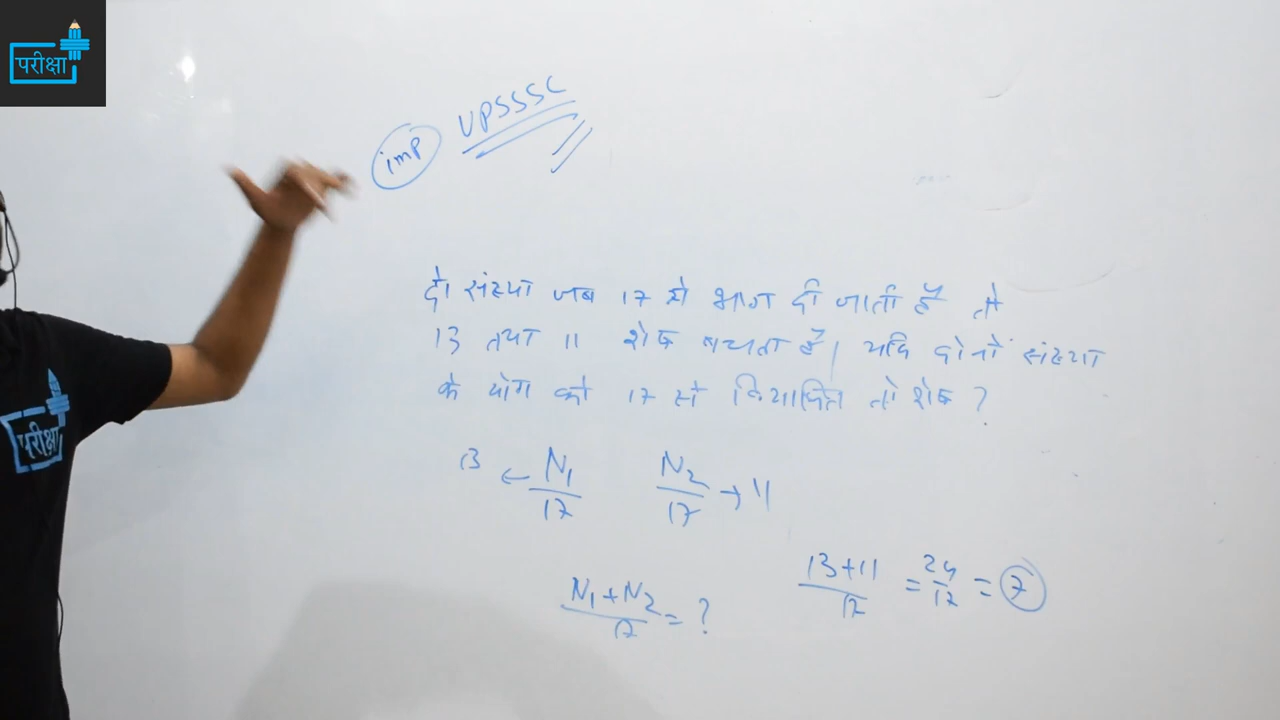 परीक्षा
imp UPSSSC
दो संख्या जब 17 से भाग दी जाती है तो
13 तथा 11 शेष बचता है। यदि दोनों संख्या
के योग को 17 से विभाजित तो शेष ?
13 ← N₁/17 N₂/17 → 11
N₁+N₂/17 = ?
13+11/17 = 24/17 = 7
परीक्षा